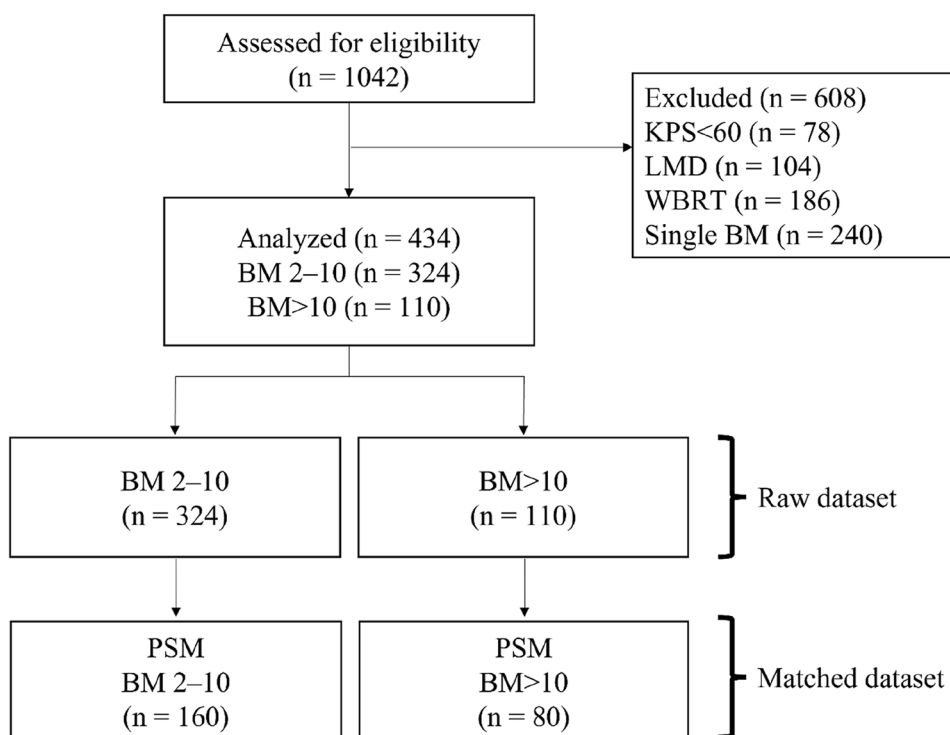 Assessed for eligibility
(n = 1042)
Excluded (n = 608)
KPS<60 (n = 78)
LMD (n = 104)
WBRT (n = 186)
Single BM (n = 240)
Analyzed (n = 434)
BM 2–10 (n = 324)
BM>10 (n = 110)
BM 2–10
(n = 324)
BM>10
(n = 110)
Raw dataset
PSM
BM 2–10
(n = 160)
PSM
BM>10
(n = 80)
Matched dataset